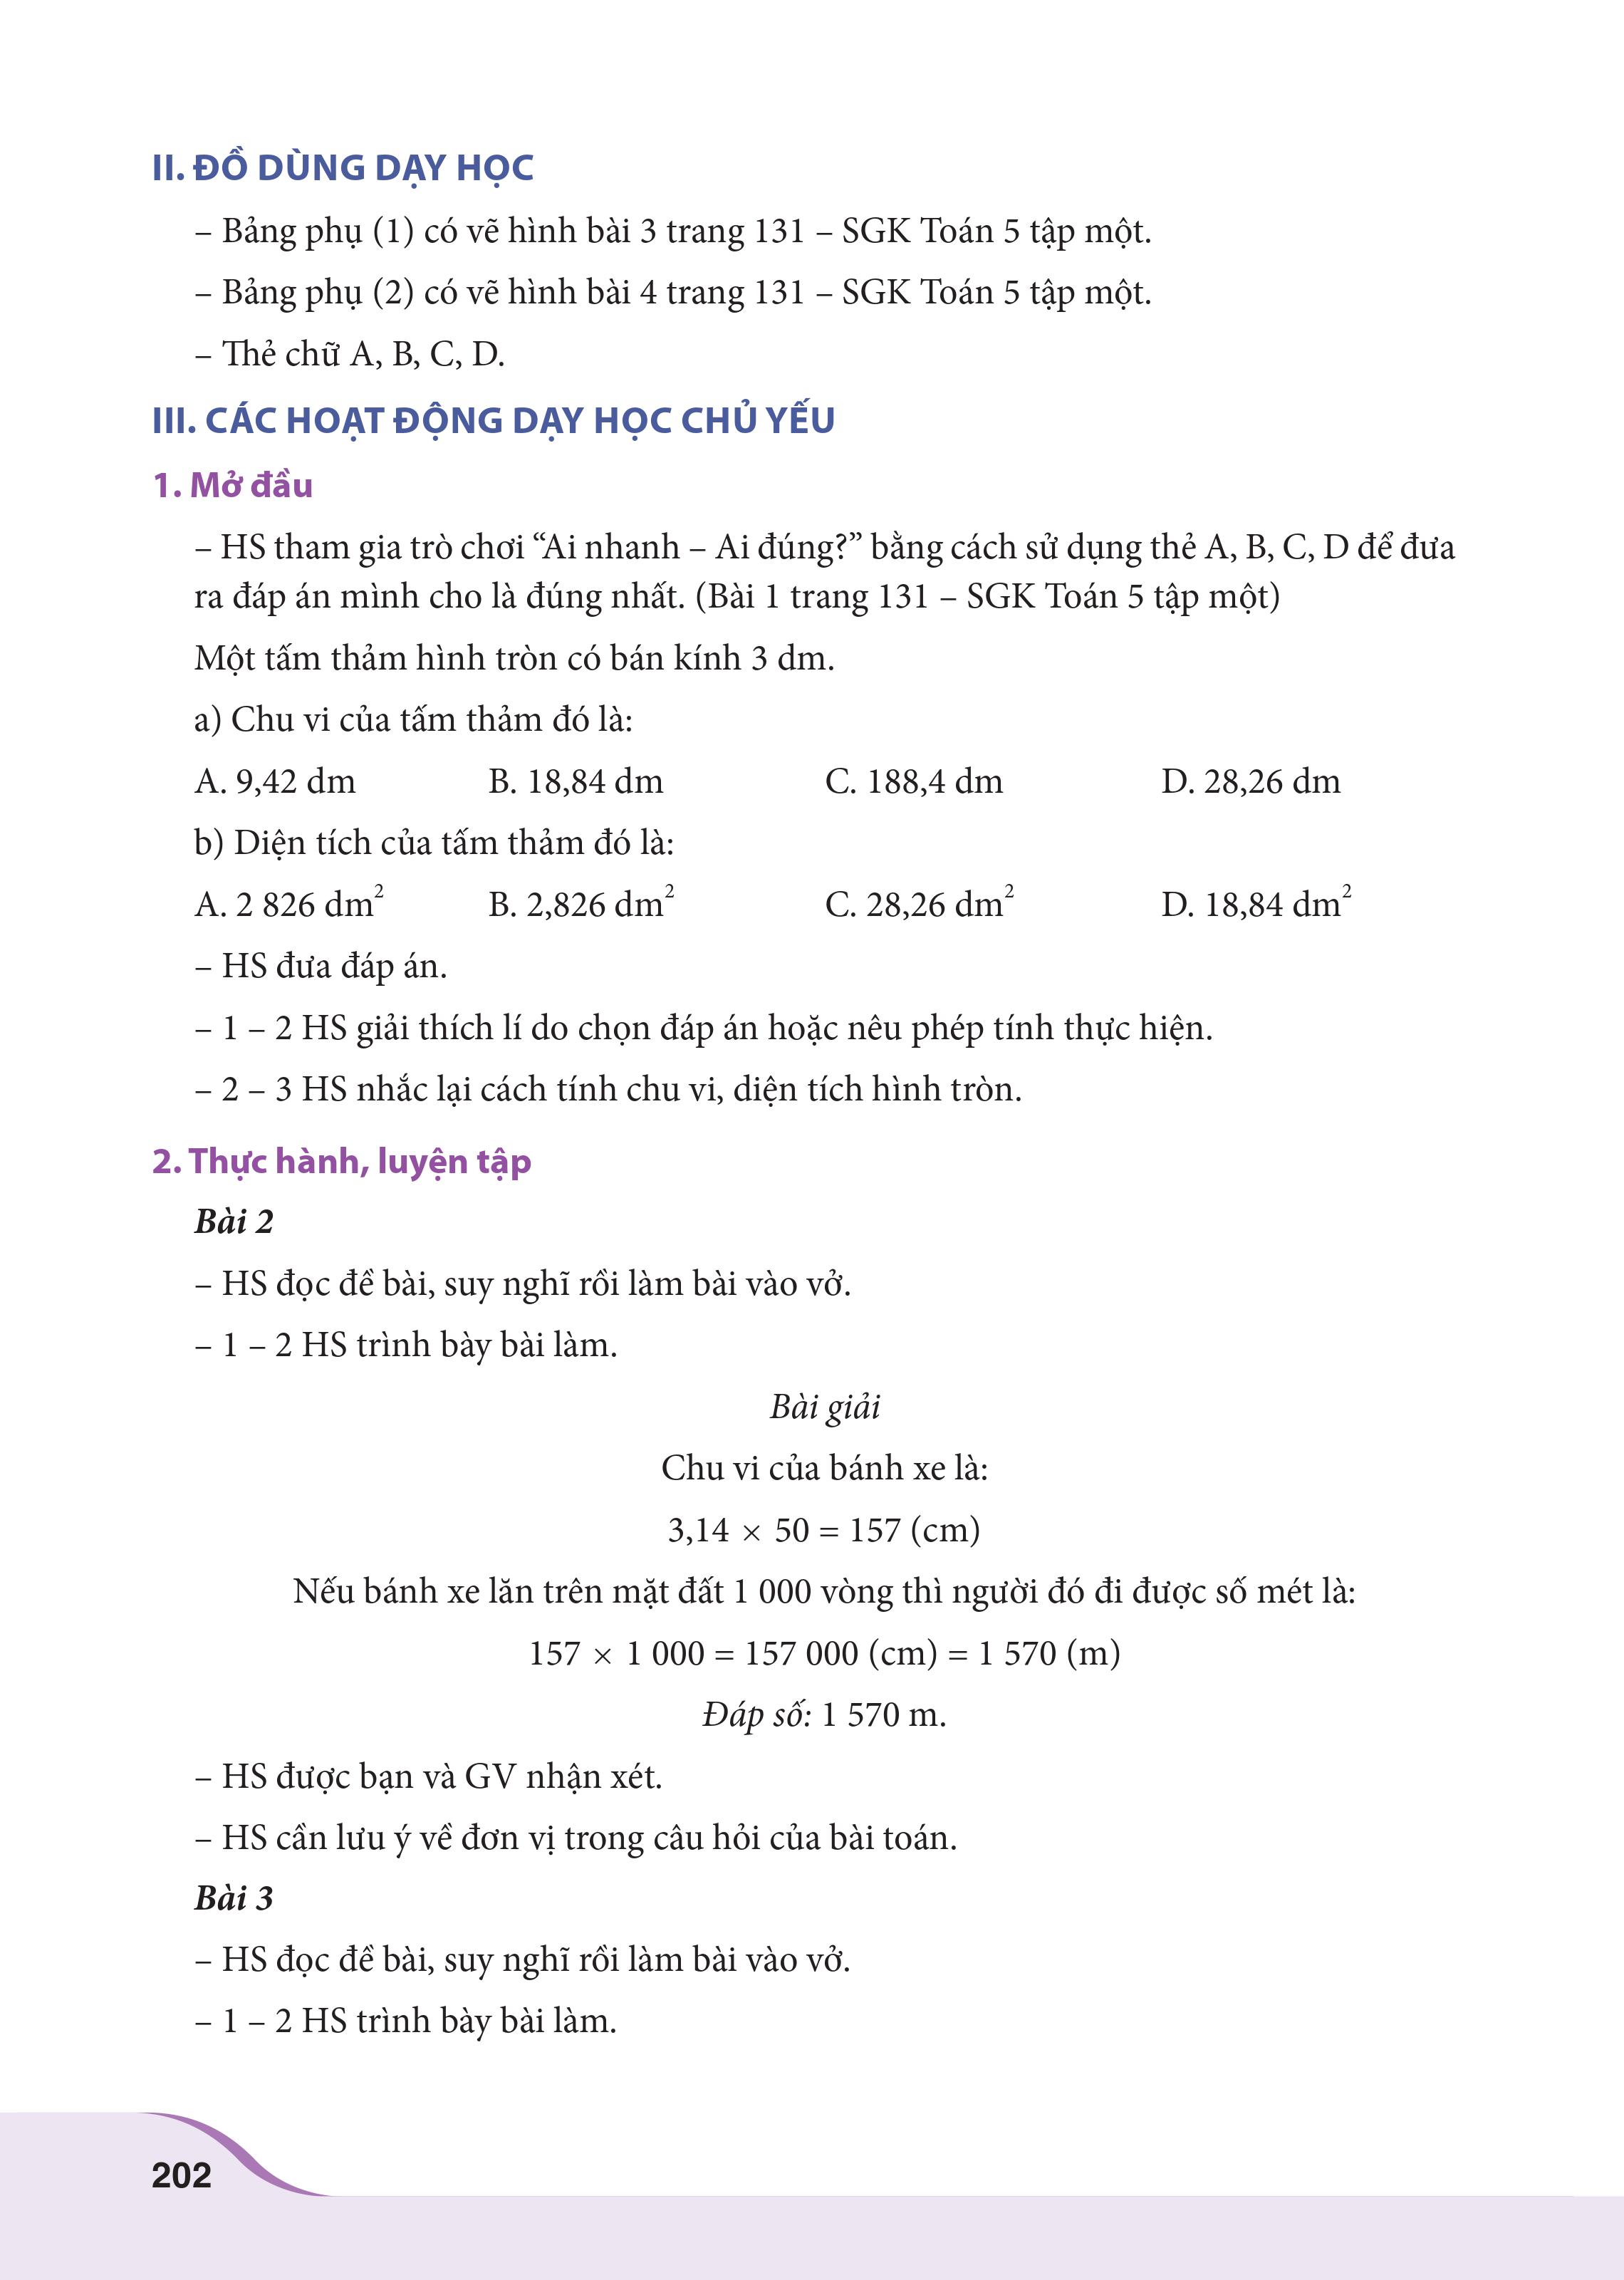 II. ĐỒ DÙNG DẠY HỌC
– Bảng phụ (1) có vẽ hình bài 3 trang 131 – SGK Toán 5 tập một.
– Bảng phụ (2) có vẽ hình bài 4 trang 131 – SGK Toán 5 tập một.
– Thẻ chữ A, B, C, D.
III. CÁC HOẠT ĐỘNG DẠY HỌC CHỦ YẾU
1. Mở đầu
– HS tham gia trò chơi “Ai nhanh – Ai đúng?” bằng cách sử dụng thẻ A, B, C, D để đưa
ra đáp án mình cho là đúng nhất. (Bài 1 trang 131 – SGK Toán 5 tập một)
Một tấm thảm hình tròn có bán kính 3 dm.
a) Chu vi của tấm thảm đó là:
A. 9,42 dm B. 18,84 dm C. 188,4 dm D. 28,26 dm
b) Diện tích của tấm thảm đó là:
A. 2 826 dm² B. 2,826 dm² C. 28,26 dm² D. 18,84 dm²
– HS đưa đáp án.
– 1 – 2 HS giải thích lí do chọn đáp án hoặc nêu phép tính thực hiện.
– 2 – 3 HS nhắc lại cách tính chu vi, diện tích hình tròn.
2. Thực hành, luyện tập
Bài 2
– HS đọc đề bài, suy nghĩ rồi làm bài vào vở.
– 1 – 2 HS trình bày bài làm.
Bài giải
Chu vi của bánh xe là:
3,14 × 50 = 157 (cm)
Nếu bánh xe lăn trên mặt đất 1 000 vòng thì người đó đi được số mét là:
157 × 1 000 = 157 000 (cm) = 1 570 (m)
Đáp số: 1 570 m.
– HS được bạn và GV nhận xét.
– HS cần lưu ý về đơn vị trong câu hỏi của bài toán.
Bài 3
– HS đọc đề bài, suy nghĩ rồi làm bài vào vở.
– 1 – 2 HS trình bày bài làm.
202